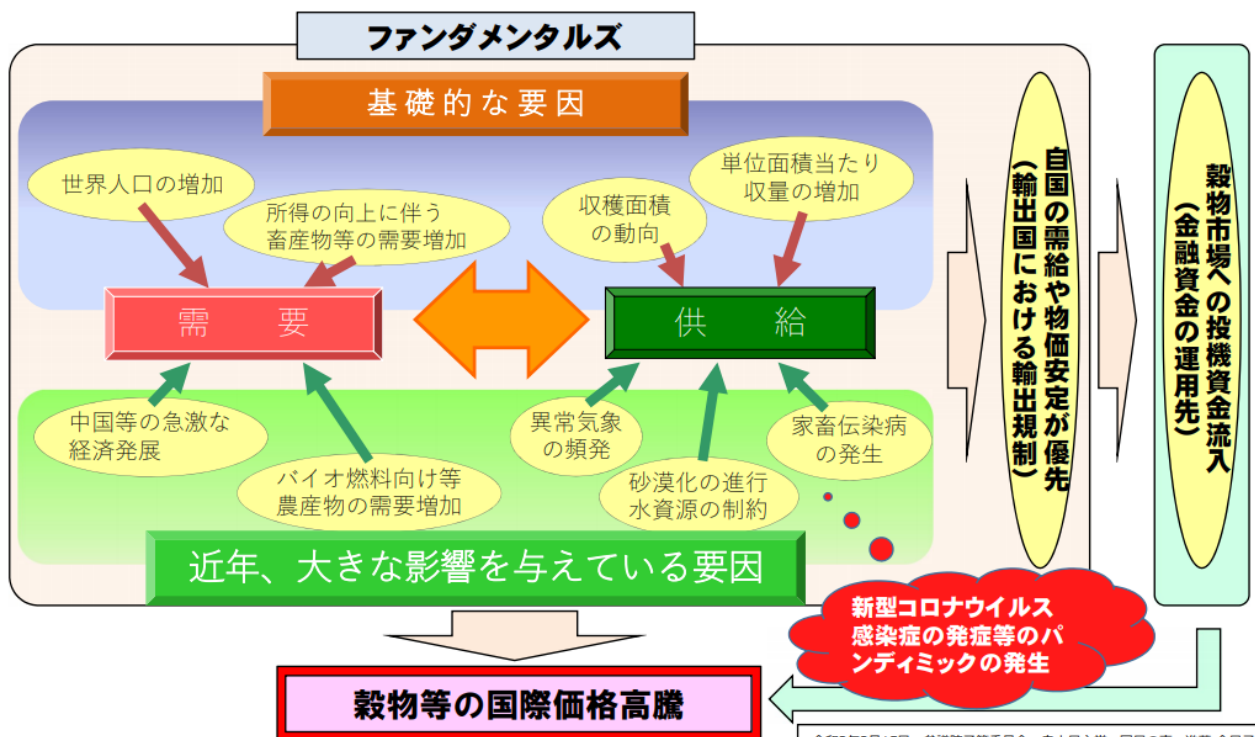 ファンダメンタルズ
基礎的な要因
世界人口の増加
所得の向上に伴う
畜産物等の需要増加
収穫面積
の動向
単位面積当たり
収量の増加
需　要
供　給
中国等の急激な
経済発展
バイオ燃料向け等
農産物の需要増加
異常気象
の頻発
砂漠化の進行
水資源の制約
家畜伝染病
の発生
近年、大きな影響を与えている要因
自国の需給や物価安定が優先
(輸出国における輸出規制)
穀物市場への投機資金流入
(金融資金の運用先)
新型コロナウイルス
感染症の発症等のパ
ンディミックの発生
穀物等の国際価格高騰